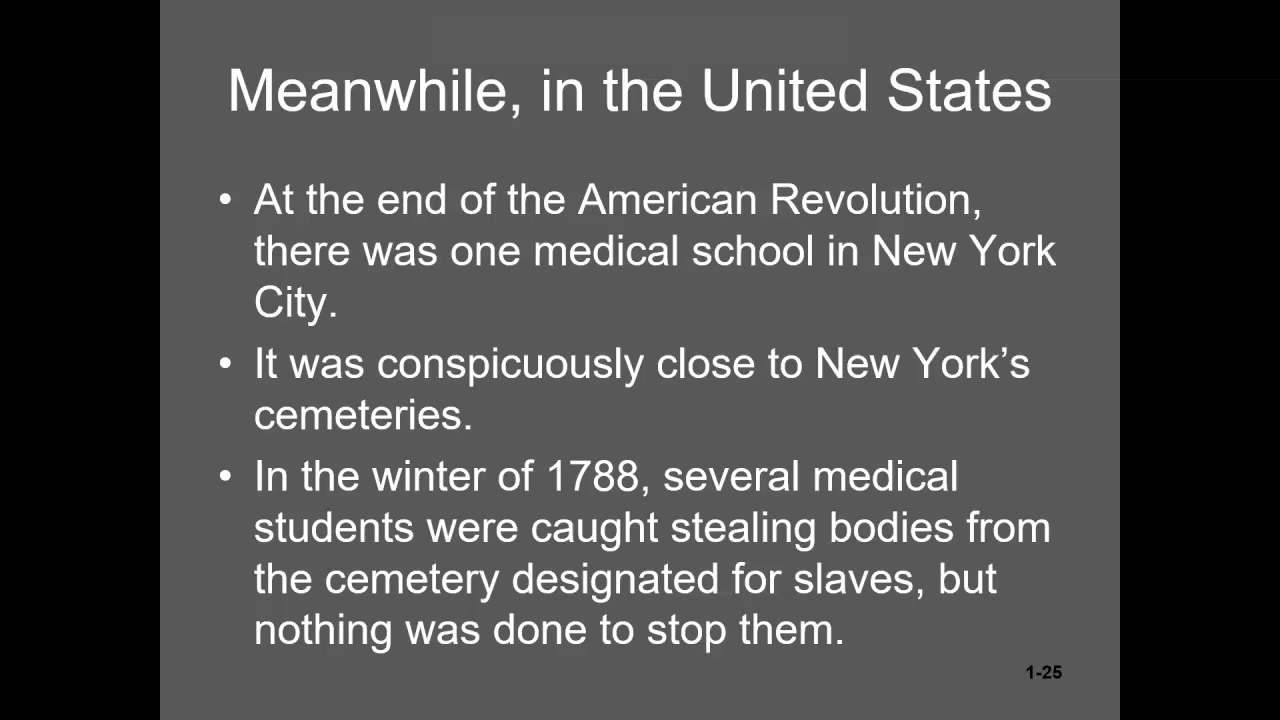 Meanwhile, in the United States
• At the end of the American Revolution,
there was one medical school in New York
City.
• It was conspicuously close to New York’s
cemeteries.
• In the winter of 1788, several medical
students were caught stealing bodies from
the cemetery designated for slaves, but
nothing was done to stop them.
1-25